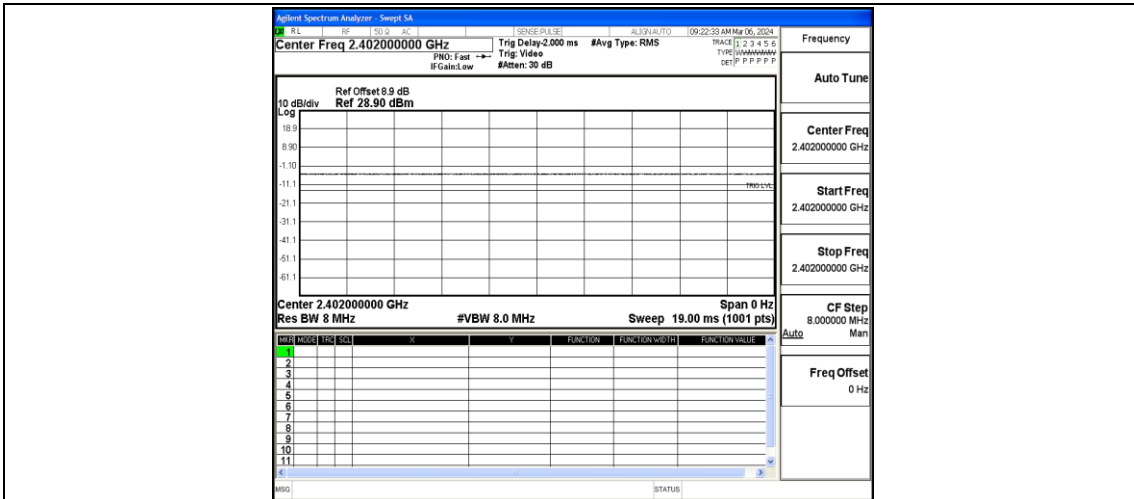 Agilent Spectrum Analyzer - Swept SA
RL RF 50 Ω AC SENSE:PULSE ALIGN AUTO 09:22:33 AM Mar 06, 2024
Center Freq 2.402000000 GHz
Trig Delay-2.000 ms #Avg Type: RMS
TRACE 1 2 3 4 5 6
PNO: Fast Trig: Video
TYPE WWWWWW
IFGain:Low #Atten: 30 dB
DET P P P P P P
Ref Offset 8.9 dB
10 dB/div Ref 28.90 dBm
Log
18.9
8.90
-1.10
-11.1
TRIG LVL
-21.1
-31.1
-41.1
-51.1
-61.1
Center 2.402000000 GHz Span 0 Hz
Res BW 8 MHz #VBW 8.0 MHz Sweep 19.00 ms (1001 pts)
MKR MODE TRC SCL X Y FUNCTION FUNCTION WIDTH FUNCTION VALUE
1
2
3
4
5
6
7
8
9
10
11
MSG STATUS
Frequency
Auto Tune
Center Freq
2.402000000 GHz
Start Freq
2.402000000 GHz
Stop Freq
2.402000000 GHz
CF Step
8.000000 MHz
Auto Man
Freq Offset
0 Hz